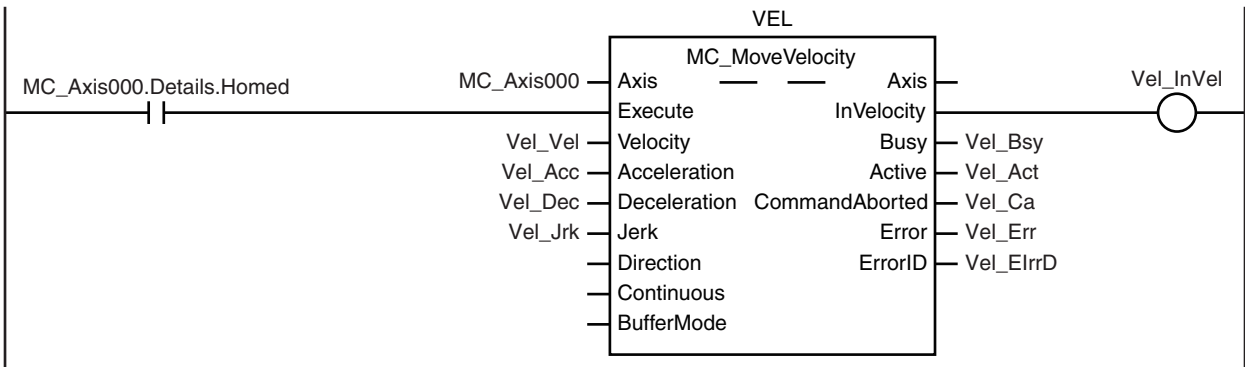 VEL
MC_MoveVelocity
MC_Axis000.Details.Homed
MC_Axis000 Axis Axis
Vel_InVel
Execute InVelocity
Vel_Vel Velocity Busy Vel_Bsy
Vel_Acc Acceleration Active Vel_Act
Vel_Dec Deceleration CommandAborted Vel_Ca
Vel_Jrk Jerk Error Vel_Err
Direction ErrorID Vel_EIrrD
Continuous
BufferMode